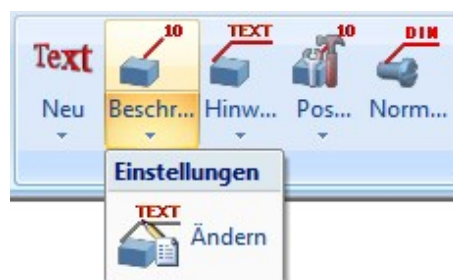 10 TEXT 10 DIN
Text
Neu Beschr... Hinw... Pos... Norm...
Einstellungen
TEXT
Ändern